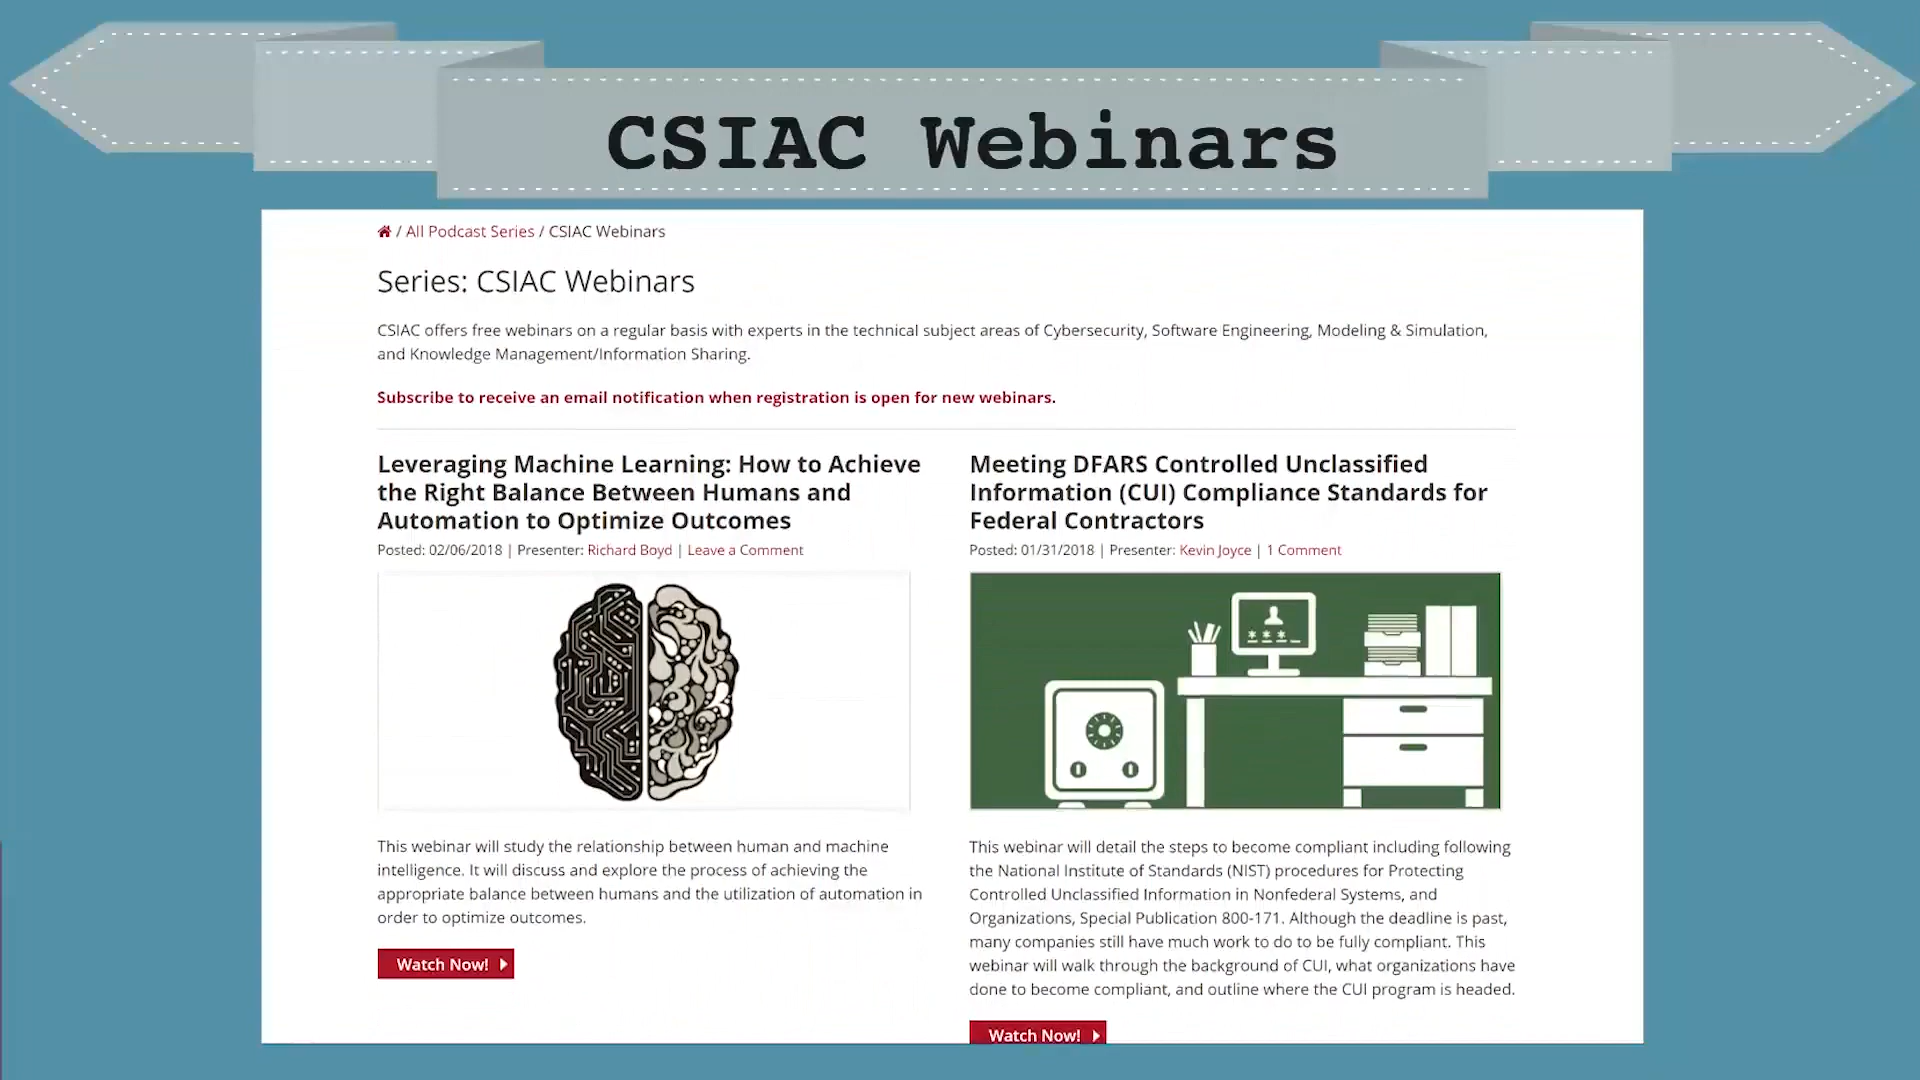 CSIAC Webinars
/ All Podcast Series / CSIAC Webinars
Series: CSIAC Webinars
CSIAC offers free webinars on a regular basis with experts in the technical subject areas of Cybersecurity, Software Engineering, Modeling & Simulation,
and Knowledge Management/Information Sharing.
Subscribe to receive an email notification when registration is open for new webinars.
Leveraging Machine Learning: How to Achieve
the Right Balance Between Humans and
Automation to Optimize Outcomes
Posted: 02/06/2018 | Presenter: Richard Boyd | Leave a Comment
This webinar will study the relationship between human and machine
intelligence. It will discuss and explore the process of achieving the
appropriate balance between humans and the utilization of automation in
order to optimize outcomes.
Watch Now!
Meeting DFARS Controlled Unclassified
Information (CUI) Compliance Standards for
Federal Contractors
Posted: 01/31/2018 | Presenter: Kevin Joyce | 1 Comment
***_
This webinar will detail the steps to become compliant including following
the National Institute of Standards (NIST) procedures for Protecting
Controlled Unclassified Information in Nonfederal Systems, and
Organizations, Special Publication 800-171. Although the deadline is past,
many companies still have much work to do to be fully compliant. This
webinar will walk through the background of CUI, what organizations have
done to become compliant, and outline where the CUI program is headed.
Watch Now!